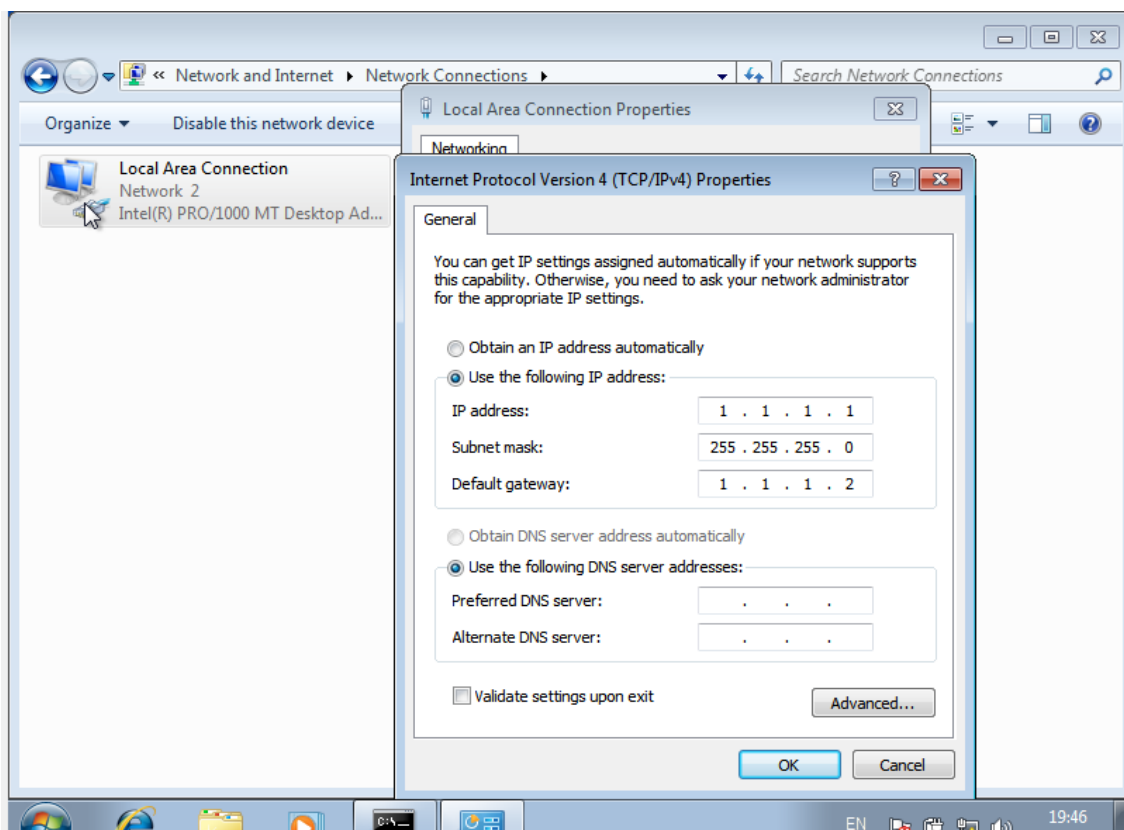 « Network and Internet ▸ Network Connections ▸
Search Network Connections
Organize
Disable this network device
Local Area Connection
Network 2
Intel(R) PRO/1000 MT Desktop Ad...
Local Area Connection Properties
Networking
Internet Protocol Version 4 (TCP/IPv4) Properties
General
You can get IP settings assigned automatically if your network supports
this capability. Otherwise, you need to ask your network administrator
for the appropriate IP settings.
Obtain an IP address automatically
Use the following IP address:
IP address: 1 . 1 . 1 . 1
Subnet mask: 255 . 255 . 255 . 0
Default gateway: 1 . 1 . 1 . 2
Obtain DNS server address automatically
Use the following DNS server addresses:
Preferred DNS server: . . .
Alternate DNS server: . . .
Validate settings upon exit
Advanced...
OK Cancel
C:\
EN
19:46